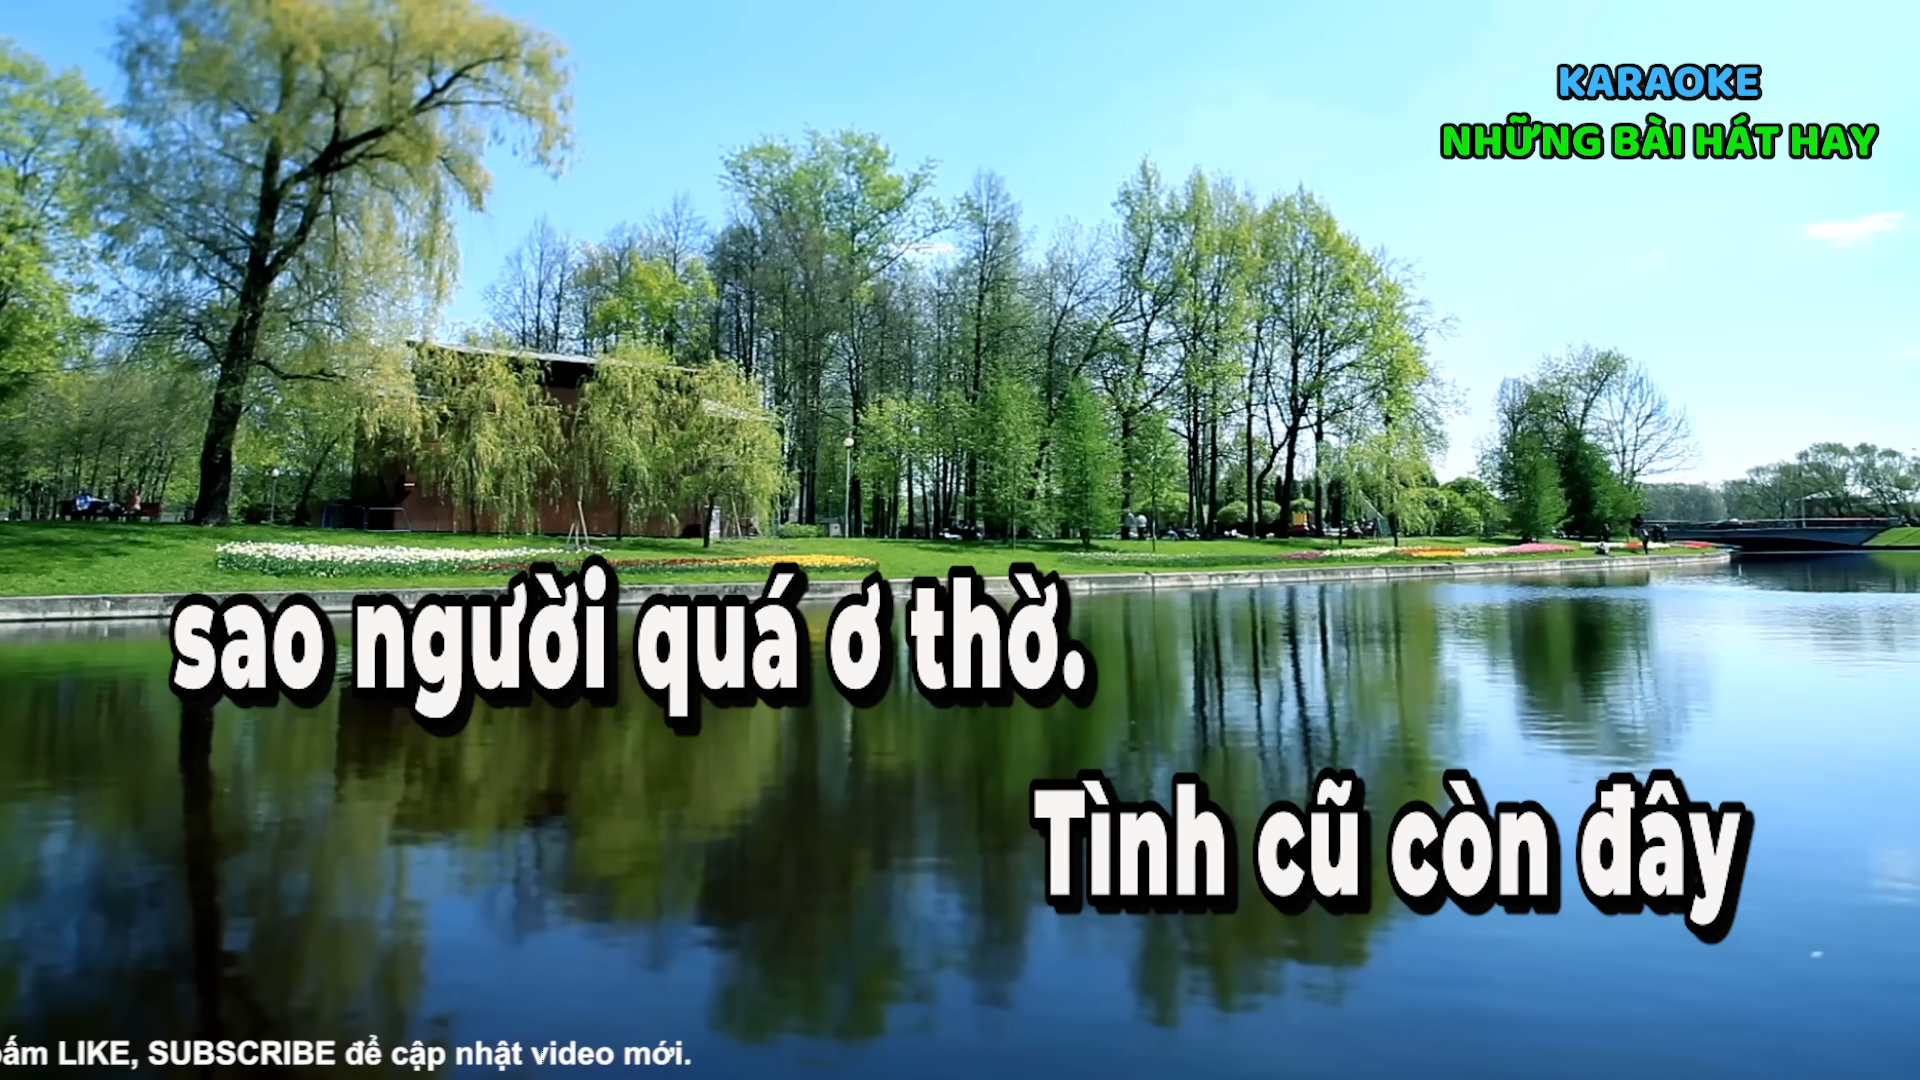 KARAOKE
NHỮNG BÀI HÁT HAY
sao người quá ơ thờ.
Tình cũ còn đây
bấm LIKE, SUBSCRIBE để cập nhật video mới.